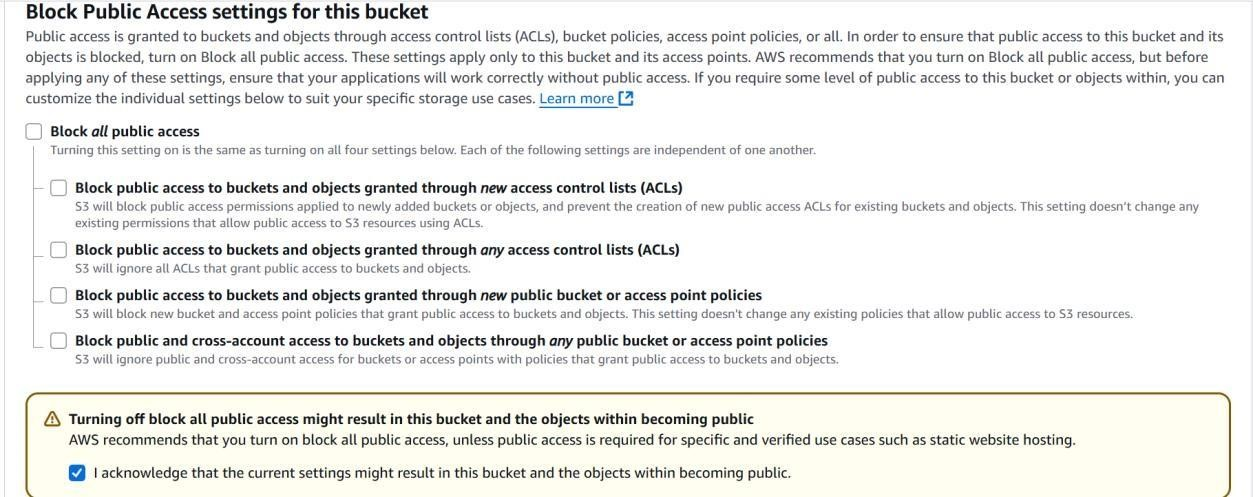 Block Public Access settings for this bucket
Public access is granted to buckets and objects through access control lists (ACLs), bucket policies, access point policies, or all. In order to ensure that public access to this bucket and its
objects is blocked, turn on Block all public access. These settings apply only to this bucket and its access points. AWS recommends that you turn on Block all public access, but before
applying any of these settings, ensure that your applications will work correctly without public access. If you require some level of public access to this bucket or objects within, you can
customize the individual settings below to suit your specific storage use cases. Learn more
Block all public access
Turning this setting on is the same as turning on all four settings below. Each of the following settings are independent of one another.
Block public access to buckets and objects granted through new access control lists (ACLs)
S3 will block public access permissions applied to newly added buckets or objects, and prevent the creation of new public access ACLs for existing buckets and objects. This setting doesn't change any
existing permissions that allow public access to S3 resources using ACLs.
Block public access to buckets and objects granted through any access control lists (ACLs)
S3 will ignore all ACLs that grant public access to buckets and objects.
Block public access to buckets and objects granted through new public bucket or access point policies
S3 will block new bucket and access point policies that grant public access to buckets and objects. This setting doesn't change any existing policies that allow public access to S3 resources.
Block public and cross-account access to buckets and objects through any public bucket or access point policies
S3 will ignore public and cross-account access for buckets or access points with policies that grant public access to buckets and objects.
Turning off block all public access might result in this bucket and the objects within becoming public
AWS recommends that you turn on block all public access, unless public access is required for specific and verified use cases such as static website hosting.
I acknowledge that the current settings might result in this bucket and the objects within becoming public.